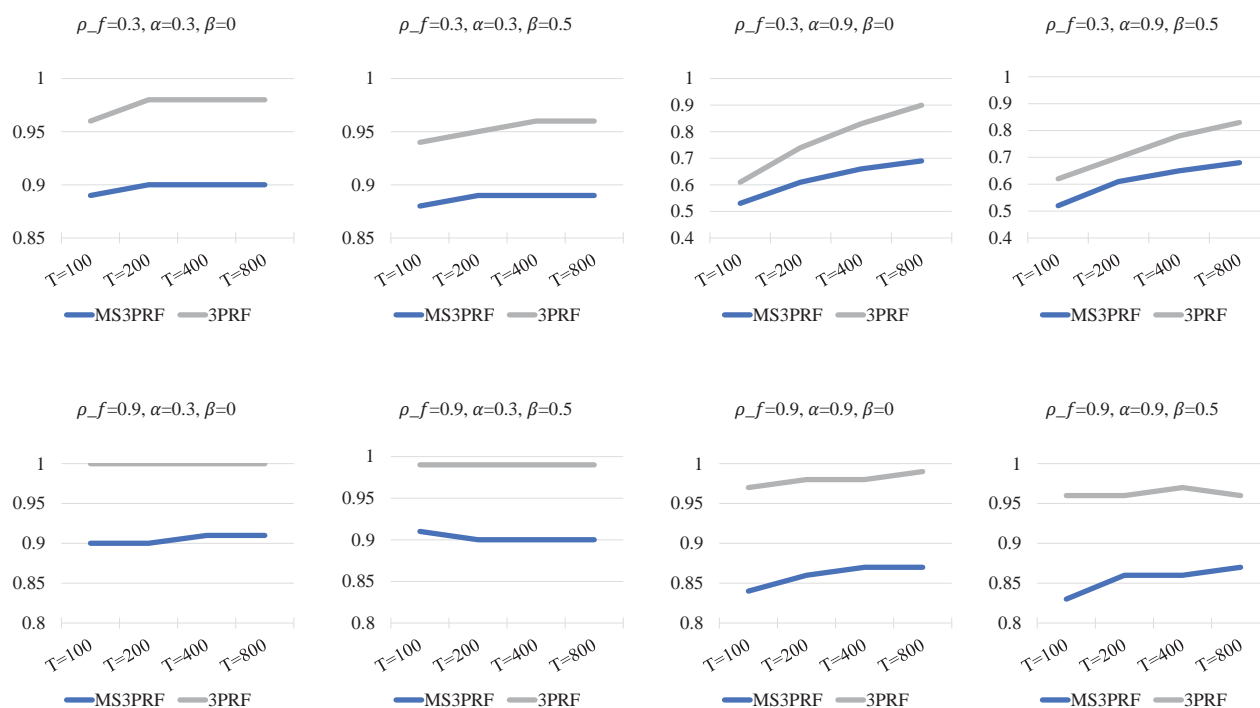 ρ_f=0.3, α=0.3, β=0
1
0.95
0.9
0.85
T=100
T=200
T=400
T=800
MS3PRF
3PRF
ρ_f=0.3, α=0.3, β=0.5
1
0.95
0.9
0.85
T=100
T=200
T=400
T=800
MS3PRF
3PRF
ρ_f=0.3, α=0.9, β=0
1
0.9
0.8
0.7
0.6
0.5
0.4
T=100
T=200
T=400
T=800
MS3PRF
3PRF
ρ_f=0.3, α=0.9, β=0.5
1
0.9
0.8
0.7
0.6
0.5
0.4
T=100
T=200
T=400
T=800
MS3PRF
3PRF
ρ_f=0.9, α=0.3, β=0
1
0.95
0.9
0.85
0.8
T=100
T=200
T=400
T=800
MS3PRF
3PRF
ρ_f=0.9, α=0.3, β=0.5
1
0.95
0.9
0.85
0.8
T=100
T=200
T=400
T=800
MS3PRF
3PRF
ρ_f=0.9, α=0.9, β=0
1
0.95
0.9
0.85
0.8
T=100
T=200
T=400
T=800
MS3PRF
3PRF
ρ_f=0.9, α=0.9, β=0.5
1
0.95
0.9
0.85
0.8
T=100
T=200
T=400
T=800
MS3PRF
3PRF